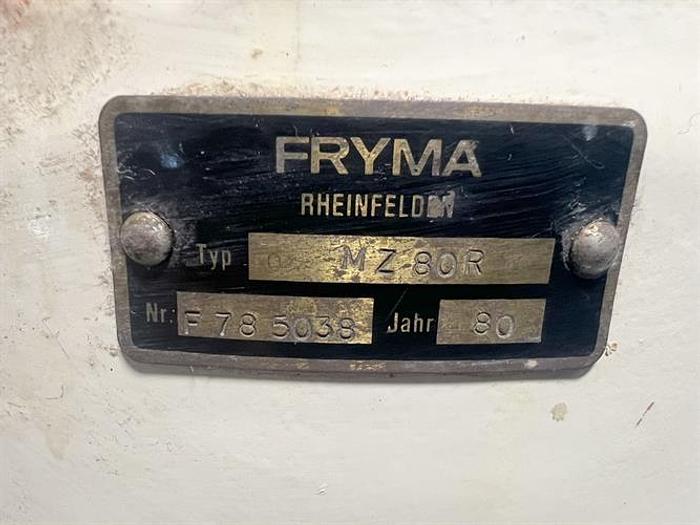 FRYMA
RHEINFELDEN
Typ MZ 80R
Nr. F 78 5038 Jahr 80